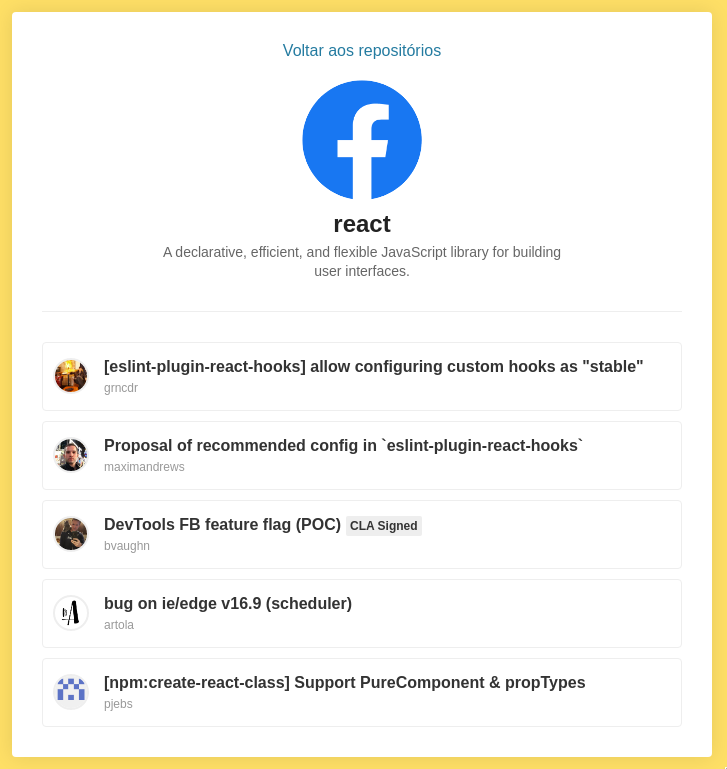 Voltar aos repositórios
react
A declarative, efficient, and flexible JavaScript library for building
user interfaces.
[eslint-plugin-react-hooks] allow configuring custom hooks as "stable"
grncdr
Proposal of recommended config in `eslint-plugin-react-hooks`
maximandrews
DevTools FB feature flag (POC) CLA Signed
bvaughn
bug on ie/edge v16.9 (scheduler)
artola
[npm:create-react-class] Support PureComponent & propTypes
pjebs